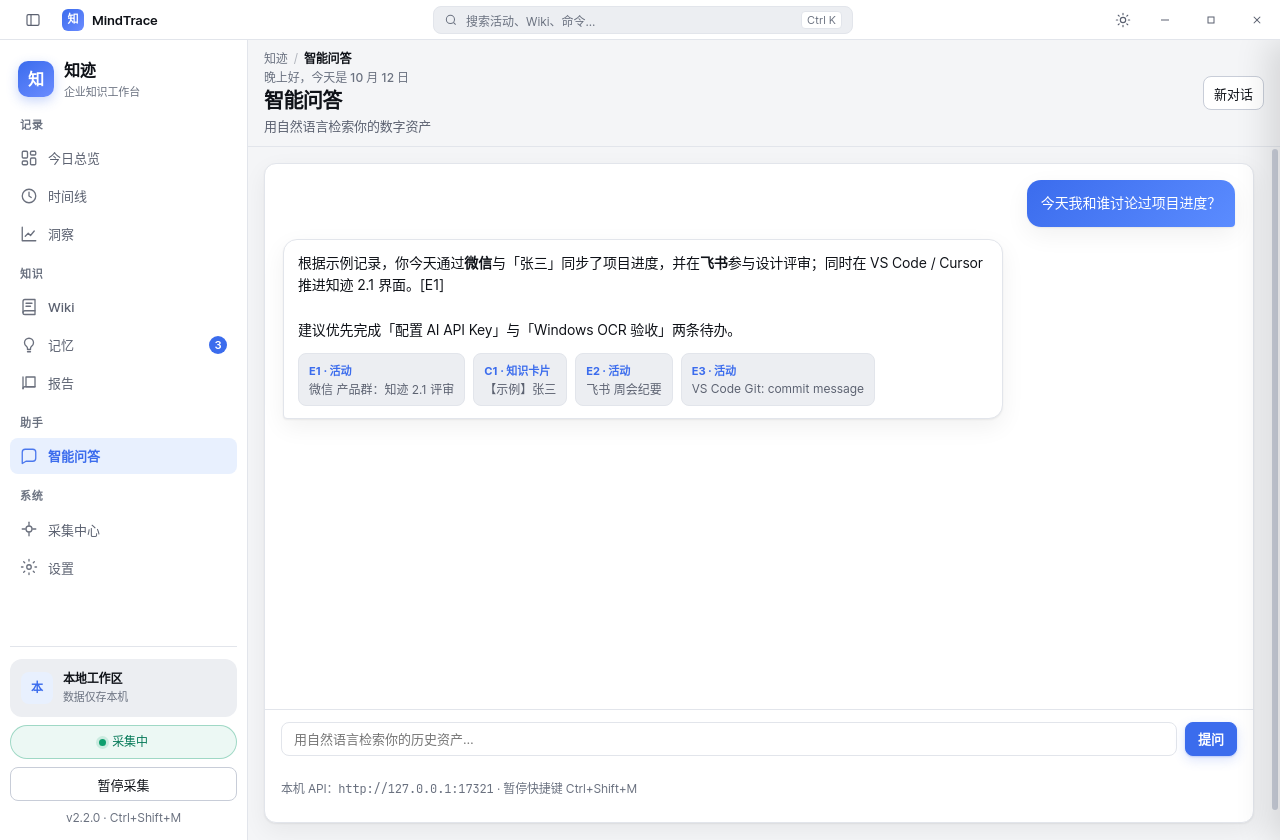 知 MindTrace
搜索活动、Wiki、命令... Ctrl K
知 知迹
企业知识工作台
记录
今日总览
时间线
洞察
知识
Wiki
记忆 3
报告
助手
智能问答
系统
采集中心
设置
本 本地工作区
数据仅存本机
采集中
暂停采集
v2.2.0 · Ctrl+Shift+M
知迹 / 智能问答
晚上好，今天是 10 月 12 日
智能问答
用自然语言检索你的数字资产
新对话
今天我和谁讨论过项目进度？
根据示例记录，你今天通过微信与「张三」同步了项目进度，并在飞书参与设计评审；同时在 VS Code / Cursor
推进知迹 2.1 界面。[E1]
建议优先完成「配置 AI API Key」与「Windows OCR 验收」两条待办。
E1 · 活动
微信 产品群：知迹 2.1 评审
C1 · 知识卡片
【示例】张三
E2 · 活动
飞书 周会纪要
E3 · 活动
VS Code Git: commit message
用自然语言检索你的历史资产... 提问
本机 API：http://127.0.0.1:17321 · 暂停快捷键 Ctrl+Shift+M